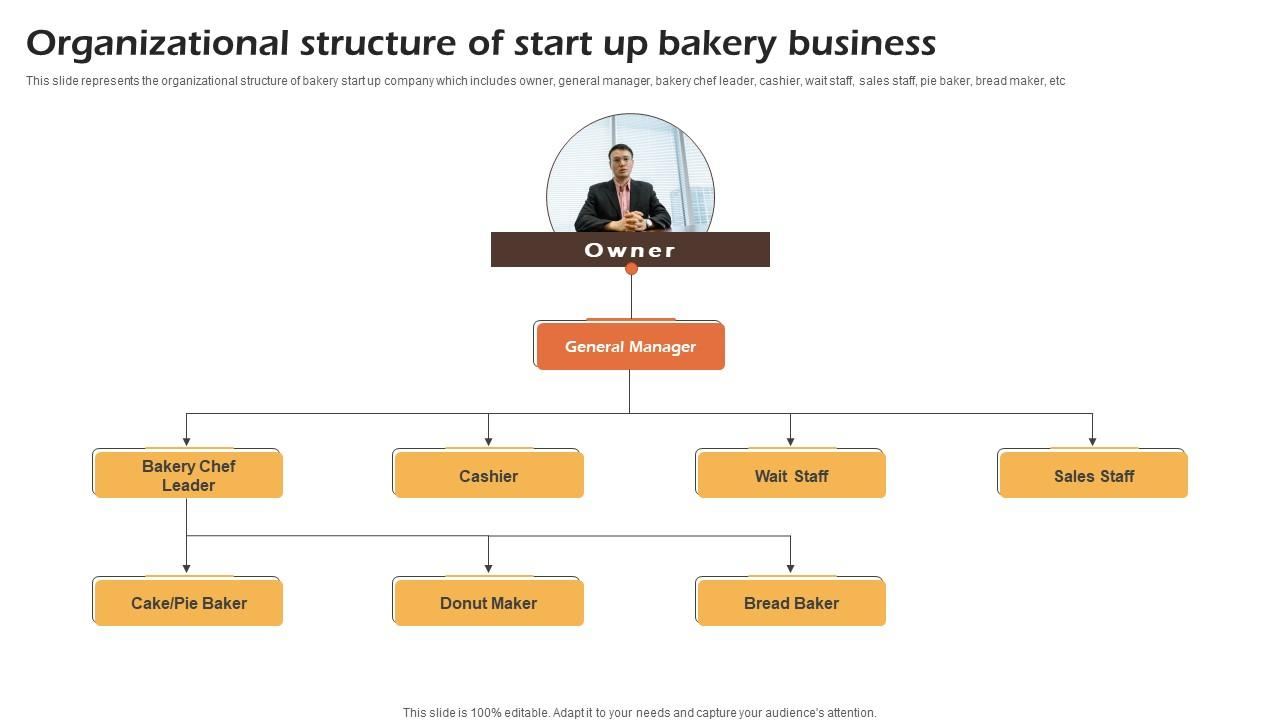 Organizational structure of start up bakery business
This slide represents the organizational structure of bakery start up company which includes owner, general manager, bakery chef leader, cashier, wait staff, sales staff, pie baker, bread maker, etc
Owner
General Manager
Bakery Chef
Leader
Cashier
Wait Staff
Sales Staff
Cake/Pie Baker
Donut Maker
Bread Baker
This slide is 100% editable. Adapt it to your needs and capture your audience's attention.